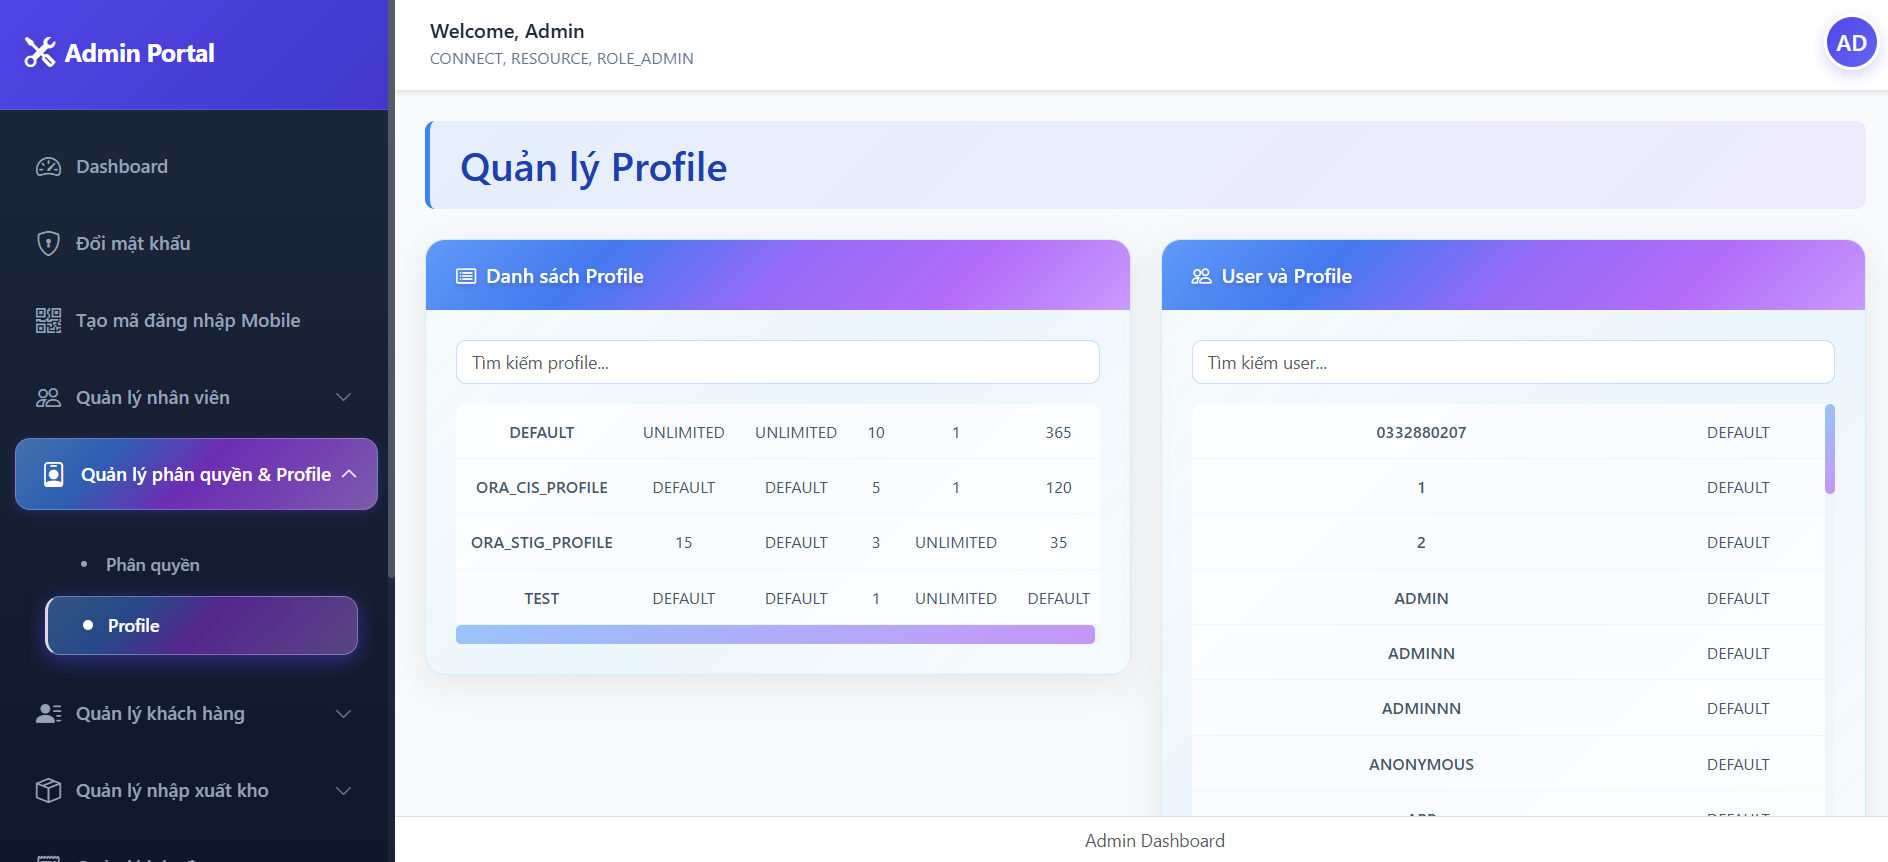 Admin Portal
Dashboard
Đổi mật khẩu
Tạo mã đăng nhập Mobile
Quản lý nhân viên
Quản lý phân quyền & Profile
• Phân quyền
• Profile
Quản lý khách hàng
Quản lý nhập xuất kho
Welcome, Admin
CONNECT, RESOURCE, ROLE_ADMIN
AD
Quản lý Profile
Danh sách Profile
Tìm kiếm profile...
DEFAULT UNLIMITED UNLIMITED 10 1 365
ORA_CIS_PROFILE DEFAULT DEFAULT 5 1 120
ORA_STIG_PROFILE 15 DEFAULT 3 UNLIMITED 35
TEST DEFAULT DEFAULT 1 UNLIMITED DEFAULT
User và Profile
Tìm kiếm user...
0332880207 DEFAULT
1 DEFAULT
2 DEFAULT
ADMIN DEFAULT
ADMINN DEFAULT
ADMINNN DEFAULT
ANONYMOUS DEFAULT
Admin Dashboard